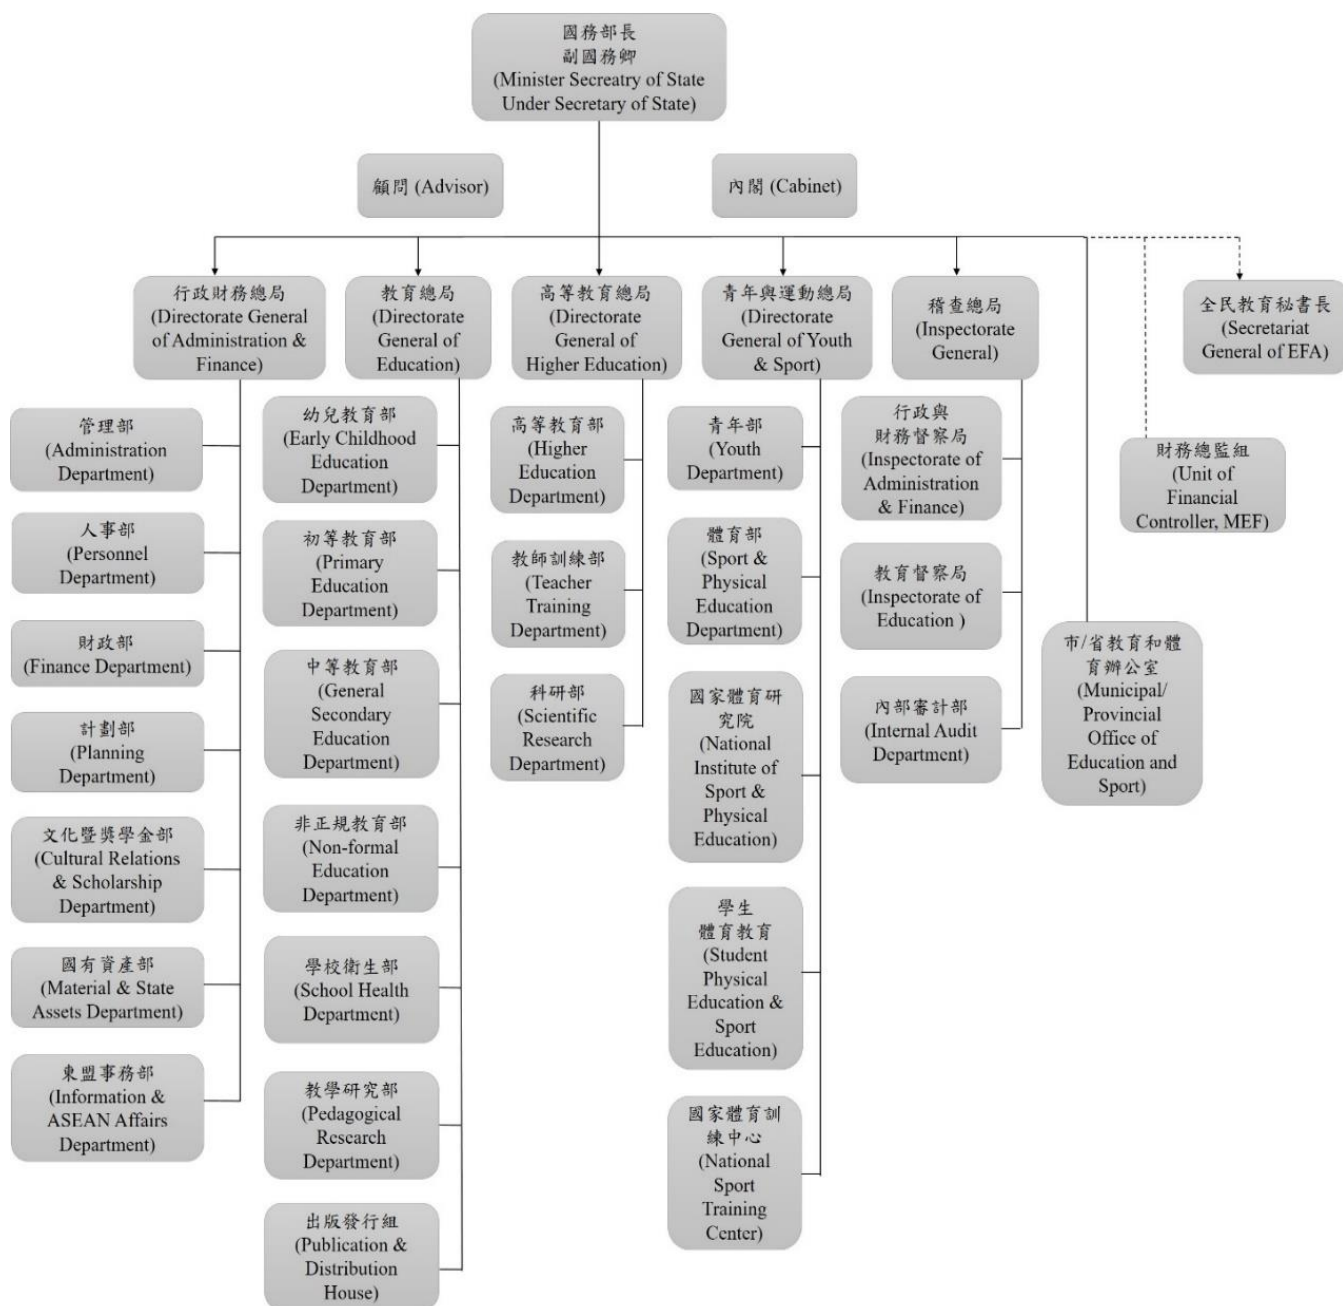 國務部長
副國務卿
(Minister Secreatry of State
Under Secretary of State)
顧問 (Advisor)
內閣 (Cabinet)
行政財務總局
(Directorate General
of Administration &
Finance)
教育總局
(Directorate
General of
Education)
高等教育總局
(Directorate
General of
Higher Education)
青年與運動總局
(Directorate
General of Youth
& Sport)
稽查總局
(Inspectorate
General)
全民教育秘書長
(Secretariat
General of EFA)
管理部
(Administration
Department)
人事部
(Personnel
Department)
財政部
(Finance Department)
計劃部
(Planning
Department)
文化暨獎學金部
(Cultural Relations
& Scholarship
Department)
國有資產部
(Material & State
Assets Department)
東盟事務部
(Information &
ASEAN Affairs
Department)
幼兒教育部
(Early Childhood
Education
Department)
初等教育部
(Primary
Education
Department)
中等教育部
(General
Secondary
Education
Department)
非正規教育部
(Non-formal
Education
Department)
學校衛生部
(School Health
Department)
教學研究部
(Pedagogical
Research
Department)
出版發行組
(Publication &
Distribution
House)
高等教育部
(Higher
Education
Department)
教師訓練部
(Teacher
Training
Department)
科研部
(Scientific
Research
Department)
青年部
(Youth
Department)
體育部
(Sport &
Physical
Education
Department)
國家體育研
究院
(National
Institute of
Sport &
Physical
Education)
學生
體育教育
(Student
Physical
Education &
Sport
Education)
國家體育訓
練中心
(National
Sport
Training
Center)
行政與
財務督察局
(Inspectorate of
Administration
& Finance)
教育督察局
(Inspectorate of
Education )
內部審計部
(Internal Audit
Department)
財務總監組
(Unit of
Financial
Controller, MEF)
市/省教育和體
育辦公室
(Municipal/
Provincial
Office of
Education and
Sport)